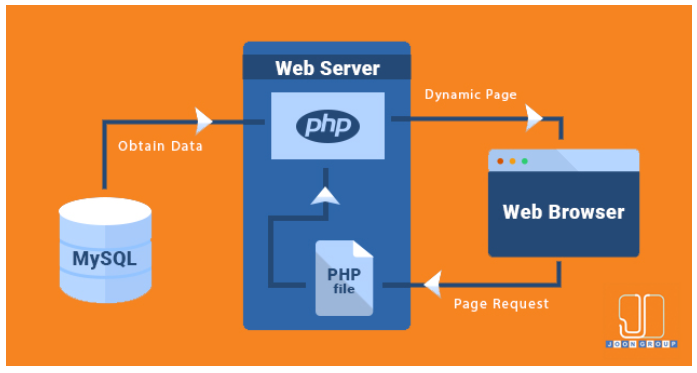 Web Server
php
Dynamic Page
Obtain Data
Web Browser
MySQL
PHP
file
Page Request
JOONGROUP